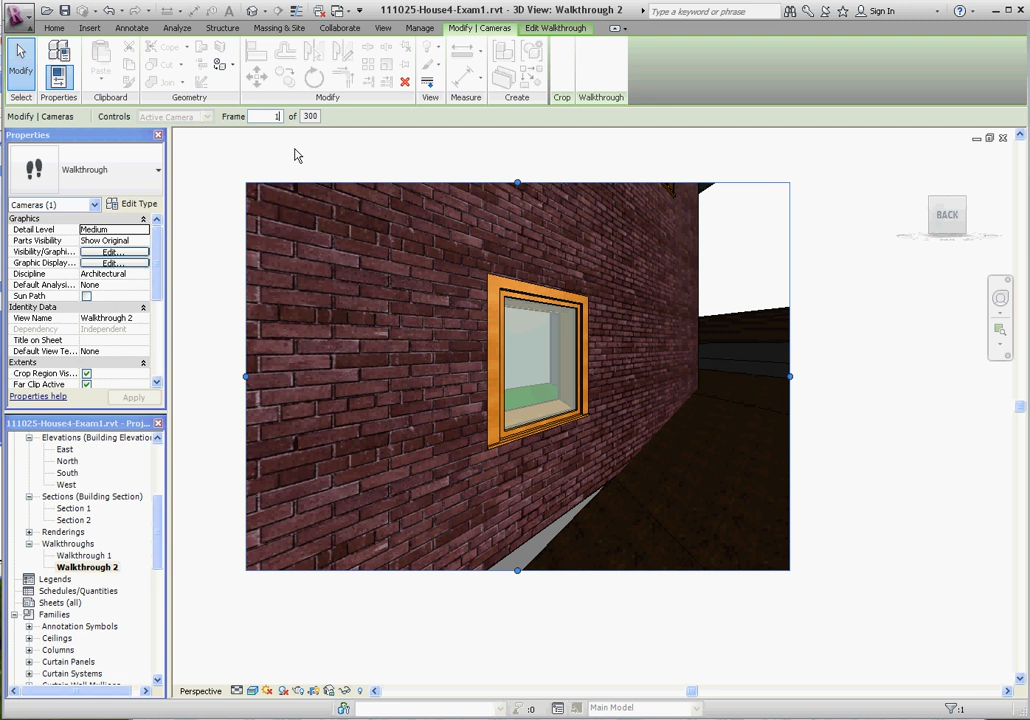 111025-House4-Exam1.rvt - 3D View: Walkthrough 2
Type a keyword or phrase
Sign In
Home Insert Annotate Analyze Structure Massing & Site Collaborate View Manage Modify | Cameras Edit Walkthrough
Modify
Paste
Cope
Cut
Join
Select Properties Clipboard Geometry Modify View Measure Create Crop Walkthrough
Modify | Cameras Controls Active Camera Frame 1 of 300
Properties
Walkthrough
Cameras (1) Edit Type
Graphics
Detail Level Medium
Parts Visibility Show Original
Visibility/Graphi... Edit...
Graphic Display... Edit...
Discipline Architectural
Default Analysi... None
Sun Path
Identity Data
View Name Walkthrough 2
Dependency Independent
Title on Sheet
Default View Te... None
Extents
Crop Region Vis...
Far Clip Active
Properties help Apply
111025-House4-Exam1.rvt - Proj...
Elevations (Building Elevation
East
North
South
West
Sections (Building Section)
Section 1
Section 2
Renderings
Walkthroughs
Walkthrough 1
Walkthrough 2
Legends
Schedules/Quantities
Sheets (all)
Families
Annotation Symbols
Ceilings
Columns
Curtain Panels
Curtain Systems
Curtain Wall Mullions
BACK
Perspective
:0 Main Model :1